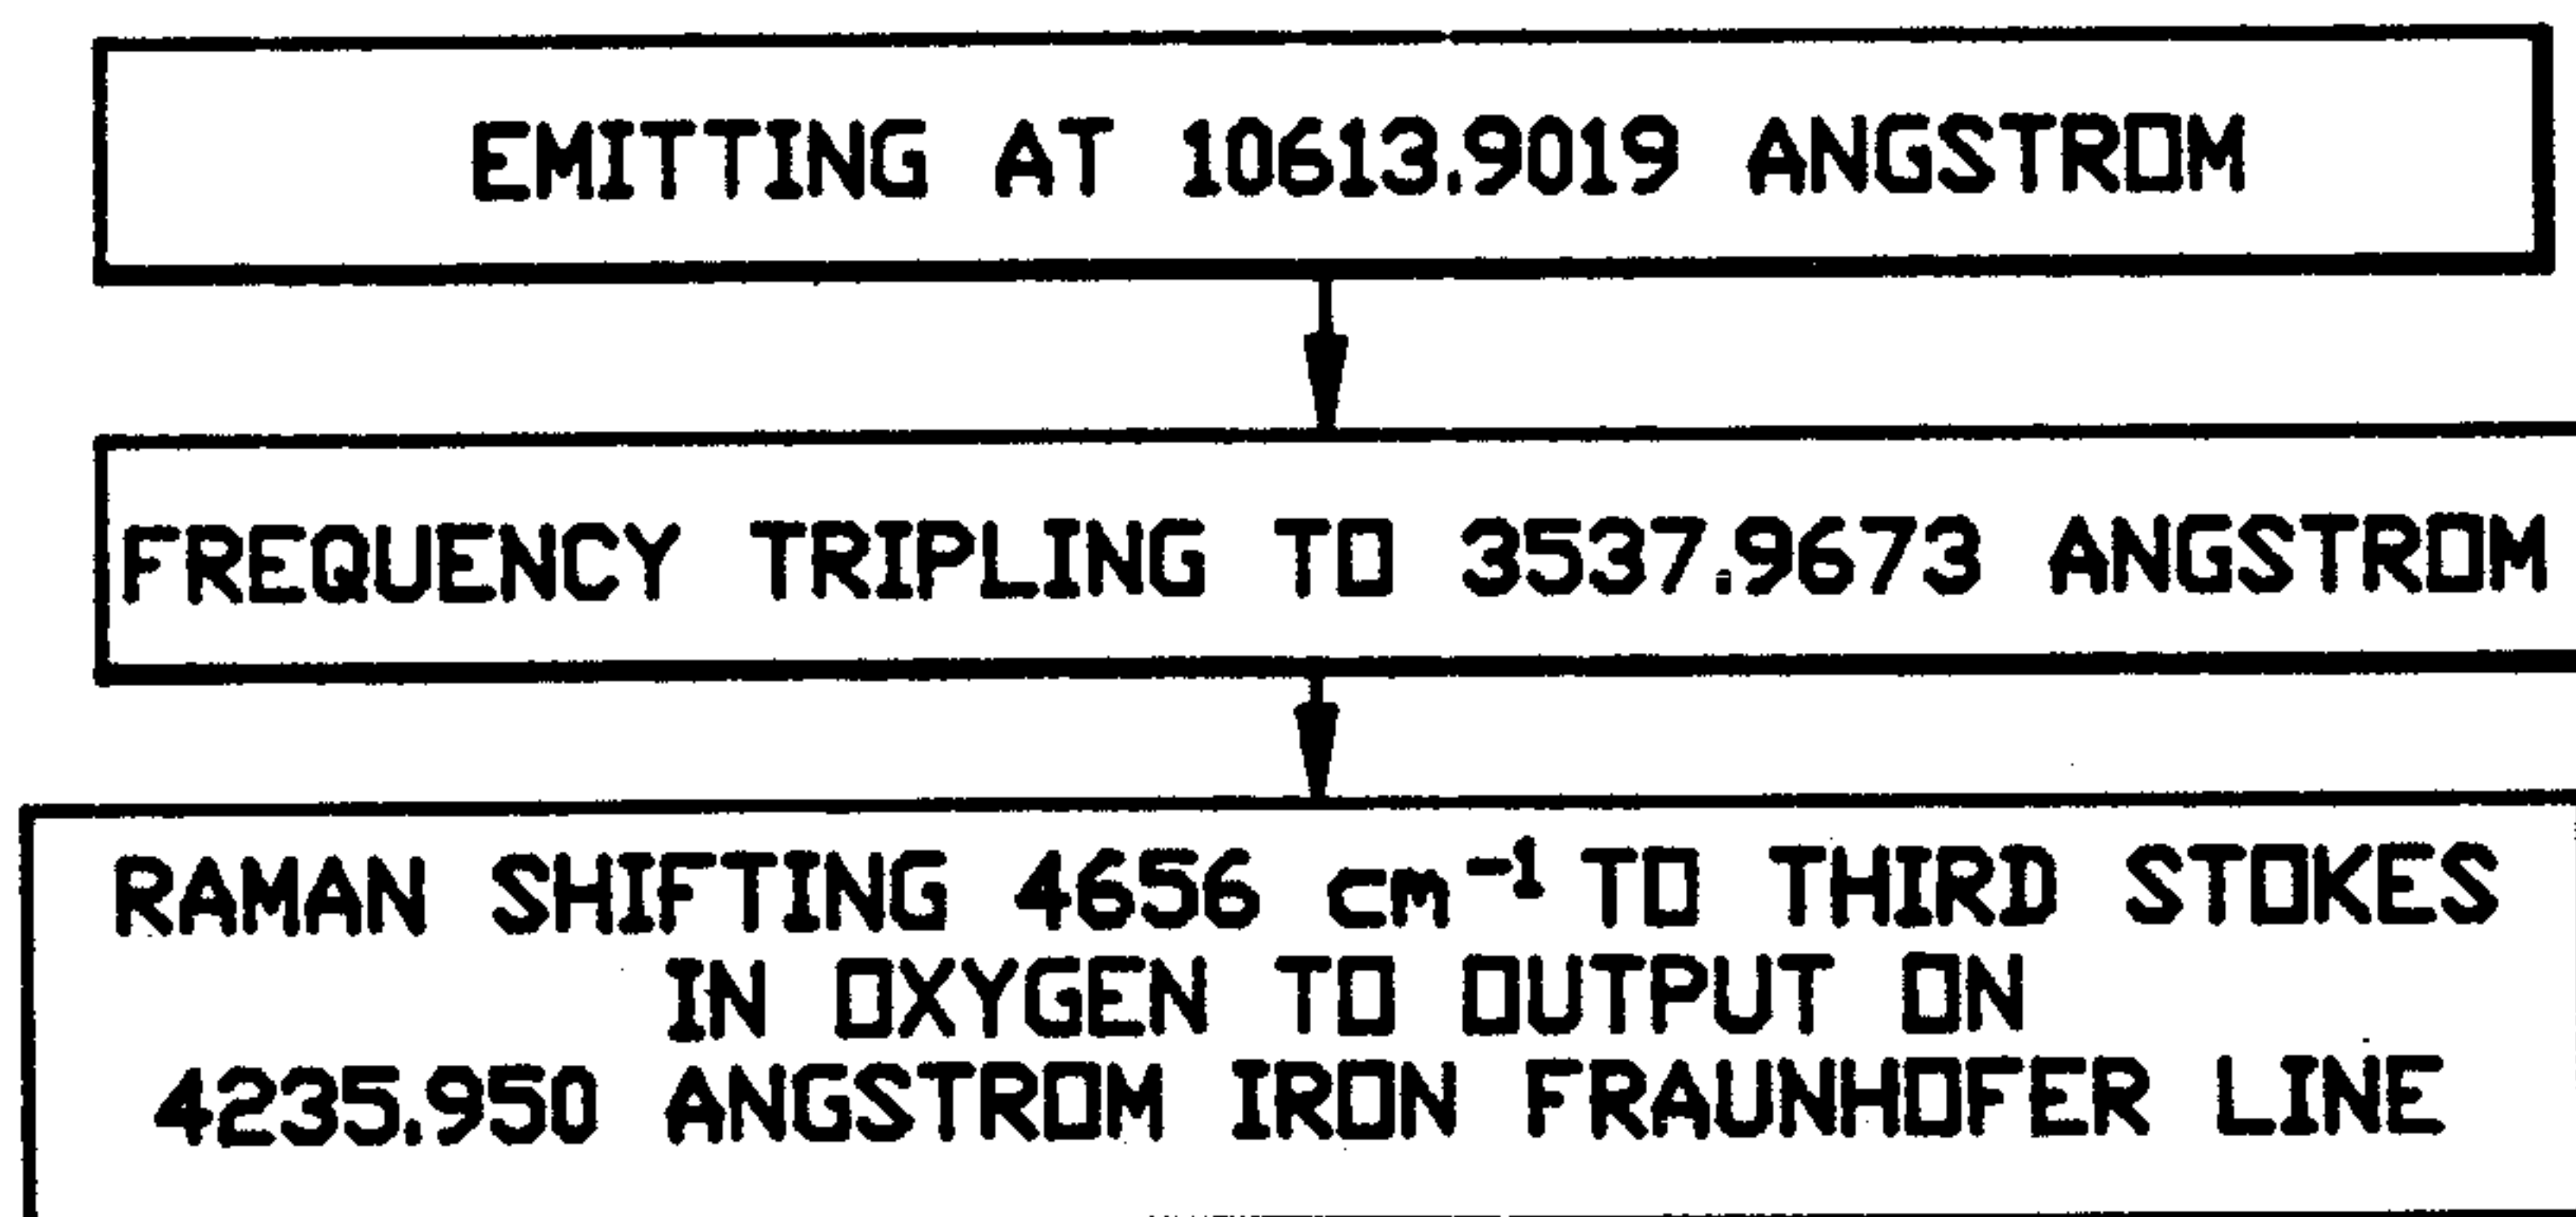 EMITTING AT 10613.9019 ANGSTROM
FREQUENCY TRIPLING TO 3537.9673 ANGSTROM
RAMAN SHIFTING 4656 cm⁻¹ TO THIRD STOKES
IN OXYGEN TO OUTPUT ON
4235.950 ANGSTROM IRON FRAUNHOFER LINE